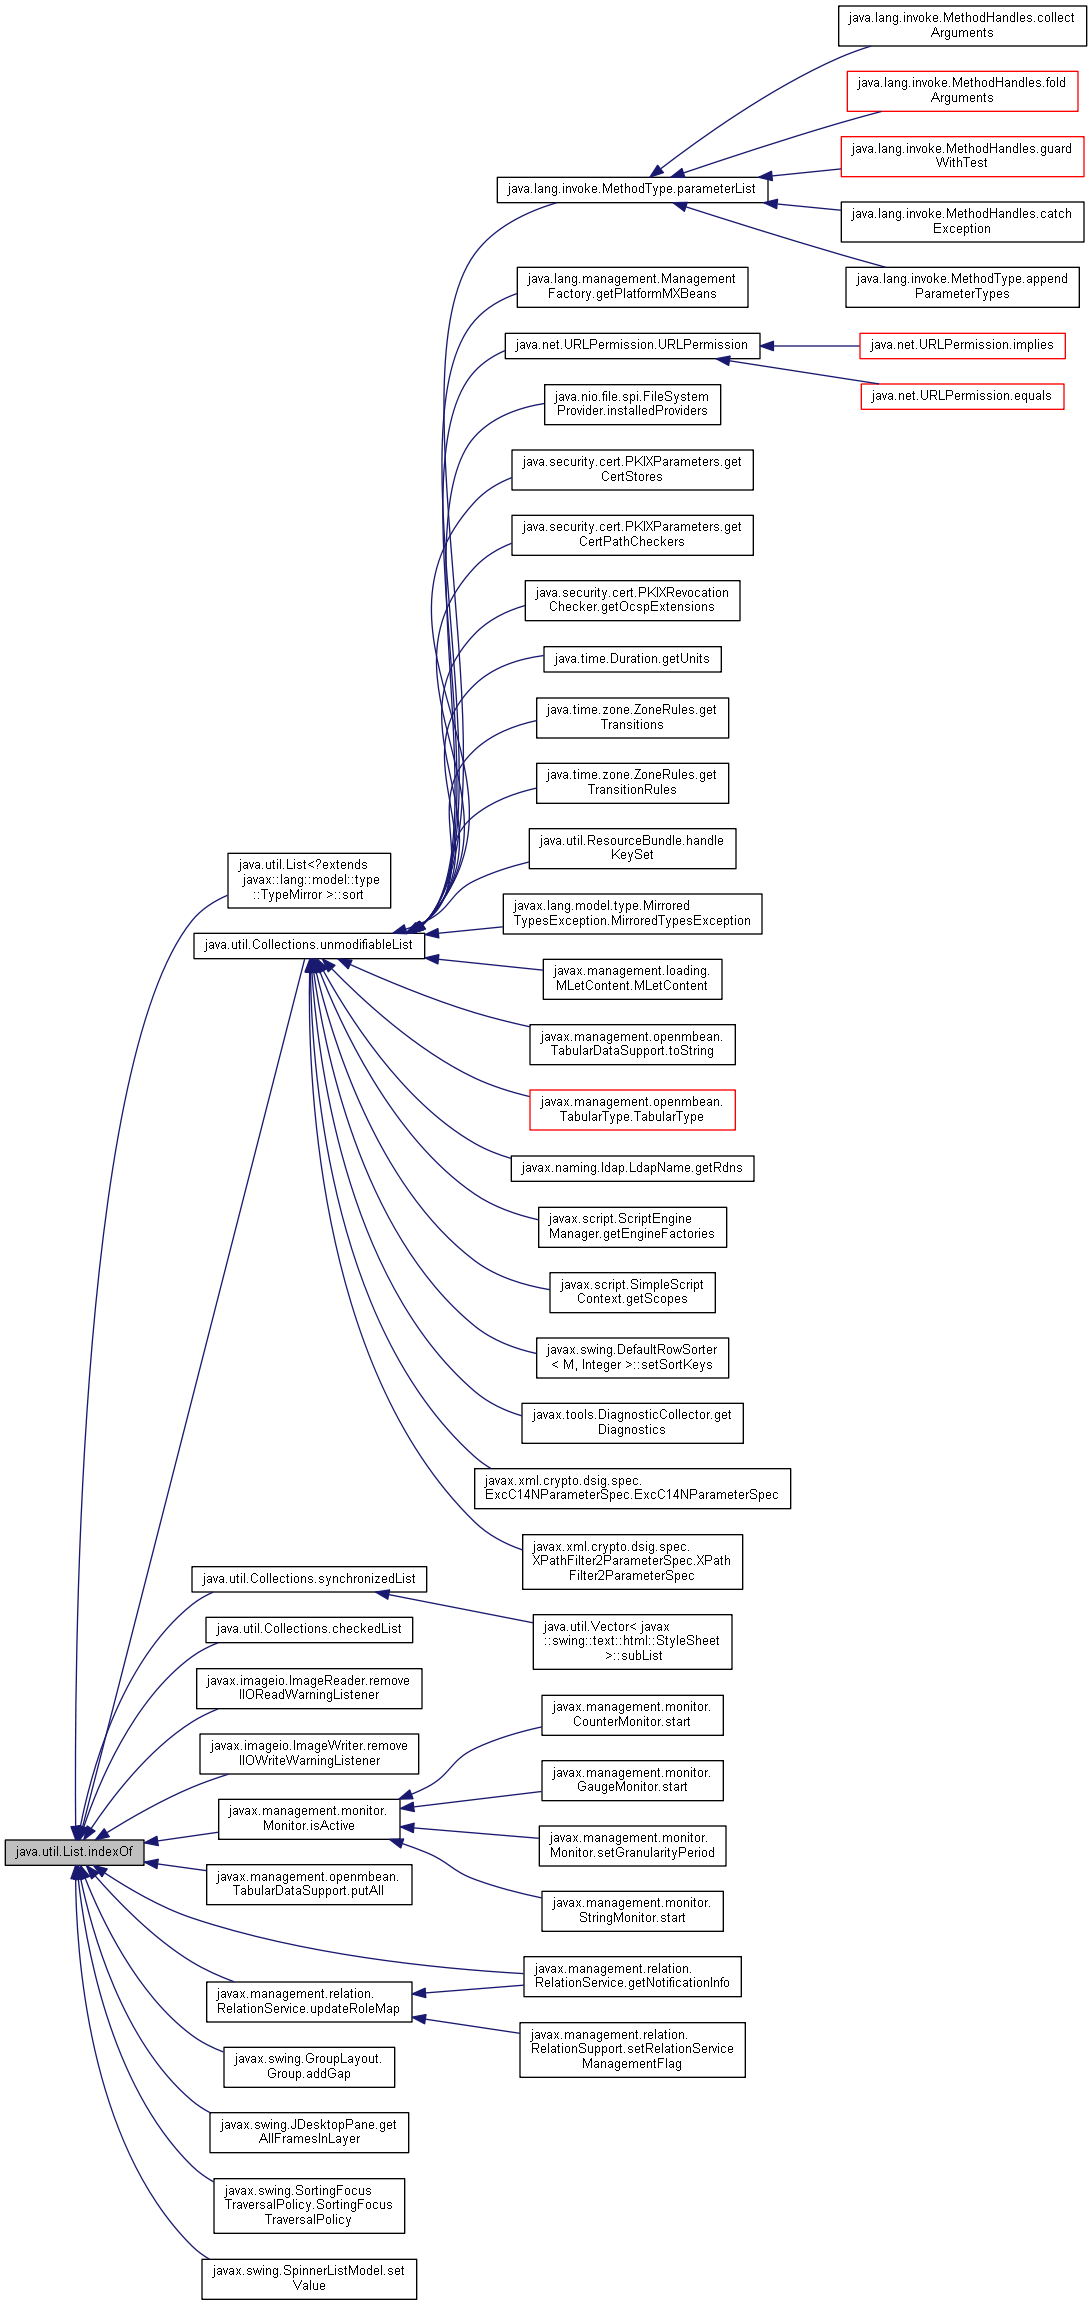 java.lang.invoke.MethodHandles.collect
Arguments
java.lang.invoke.MethodHandles.fold
Arguments
java.lang.invoke.MethodHandles.guard
WithTest
java.lang.invoke.MethodType.parameterList
java.lang.invoke.MethodHandles.catch
Exception
java.lang.invoke.MethodType.append
ParameterTypes
java.lang.management.Management
Factory.getPlatformMXBeans
java.net.URLPermission.URLPermission
java.net.URLPermission.implies
java.net.URLPermission.equals
java.nio.file.spi.FileSystem
Provider.installedProviders
java.security.cert.PKIXParameters.get
CertStores
java.security.cert.PKIXParameters.get
CertPathCheckers
java.security.cert.PKIXRevocation
Checker.getOcspExtensions
java.time.Duration.getUnits
java.time.zone.ZoneRules.get
Transitions
java.time.zone.ZoneRules.get
TransitionRules
java.util.ResourceBundle.handle
KeySet
java.util.List<?extends
javax::lang::model::type
::TypeMirror >::sort
javax.lang.model.type.Mirrored
TypesException.MirroredTypesException
java.util.Collections.unmodifiableList
javax.management.loading.
MLetContent.MLetContent
javax.management.openmbean.
TabularDataSupport.toString
javax.management.openmbean.
TabularType.TabularType
javax.naming.ldap.LdapName.getRdns
javax.script.ScriptEngine
Manager.getEngineFactories
javax.script.SimpleScript
Context.getScopes
javax.swing.DefaultRowSorter
< M, Integer >::setSortKeys
javax.tools.DiagnosticCollector.get
Diagnostics
javax.xml.crypto.dsig.spec.
ExcC14NParameterSpec.ExcC14NParameterSpec
javax.xml.crypto.dsig.spec.
XPathFilter2ParameterSpec.XPath
Filter2ParameterSpec
java.util.Collections.synchronizedList
java.util.Vector< javax
::swing::text::html::StyleSheet
>::subList
java.util.Collections.checkedList
javax.imageio.ImageReader.remove
IIOReadWarningListener
javax.imageio.ImageWriter.remove
IIOWriteWarningListener
javax.management.monitor.
CounterMonitor.start
javax.management.monitor.
GaugeMonitor.start
javax.management.monitor.
Monitor.isActive
javax.management.monitor.
Monitor.setGranularityPeriod
java.util.List.indexOf
javax.management.openmbean.
TabularDataSupport.putAll
javax.management.monitor.
StringMonitor.start
javax.management.relation.
RelationService.getNotificationInfo
javax.management.relation.
RelationService.updateRoleMap
javax.management.relation.
RelationSupport.setRelationService
ManagementFlag
javax.swing.GroupLayout.
Group.addGap
javax.swing.JDesktopPane.get
AllFramesInLayer
javax.swing.SortingFocus
TraversalPolicy.SortingFocus
TraversalPolicy
javax.swing.SpinnerListModel.set
Value